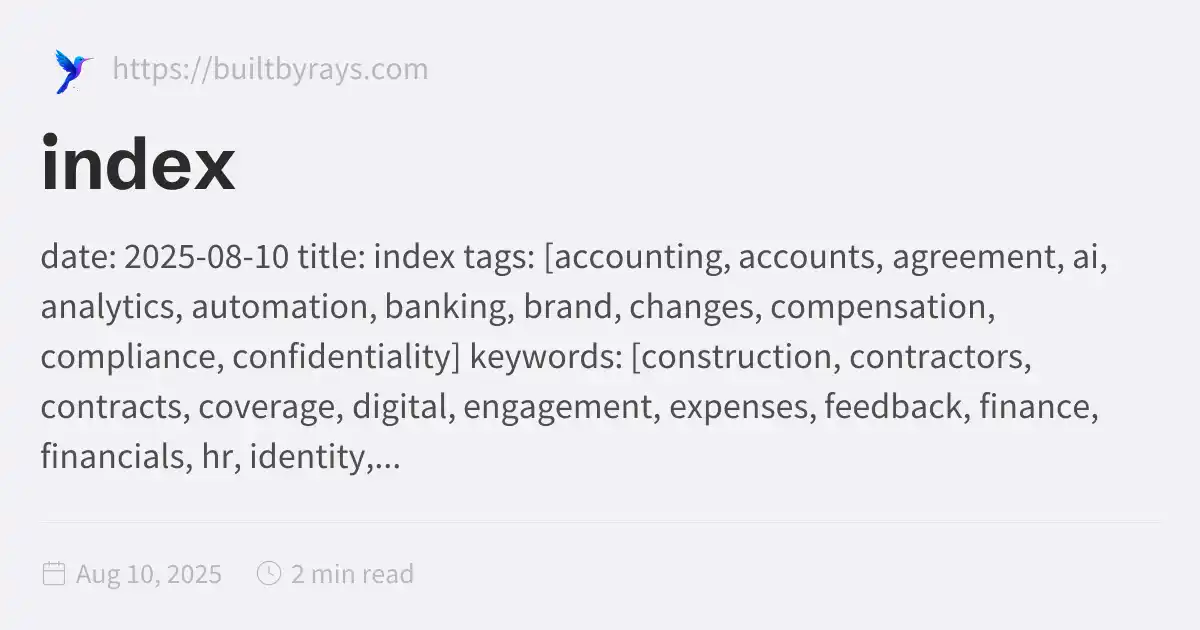 https://builtbyrays.com
index
date: 2025-08-10 title: index tags: [accounting, accounts, agreement, ai,
analytics, automation, banking, brand, changes, compensation,
compliance, confidentiality] keywords: [construction, contractors,
contracts, coverage, digital, engagement, expenses, feedback, finance,
financials, hr, identity,...
Aug 10, 2025 2 min read